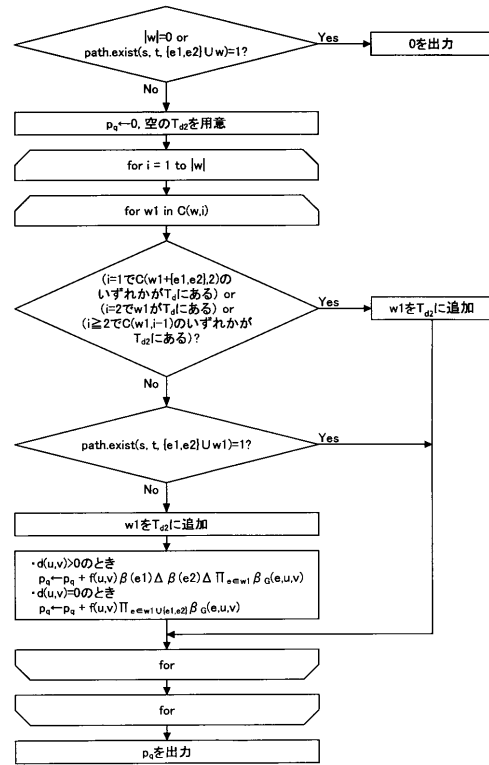 |w|=0 or
path.exist(s, t, {e1,e2}∪w)=1?
Yes
0を出力
No
pq←0, 空のTd2を用意
for i = 1 to |w|
for w1 in C(w,i)
(i=1でC(w1+{e1,e2},2)の
いずれかがTdにある) or
(i=2でw1がTdにある) or
(i≧2でC(w1,i-1)のいずれかが
Td2にある)?
Yes
w1をTd2に追加
No
path.exist(s, t, {e1,e2}∪w1)=1?
Yes
No
w1をTd2に追加
・d(u,v)>0のとき
pq←pq + f(u,v)β(e1)Δβ(e2)Δ∏e∈w1 βG(e,u,v)
・d(u,v)=0のとき
pq←pq + f(u,v)∏e∈w1∪{e1,e2} βG(e,u,v)
for
for
pqを出力